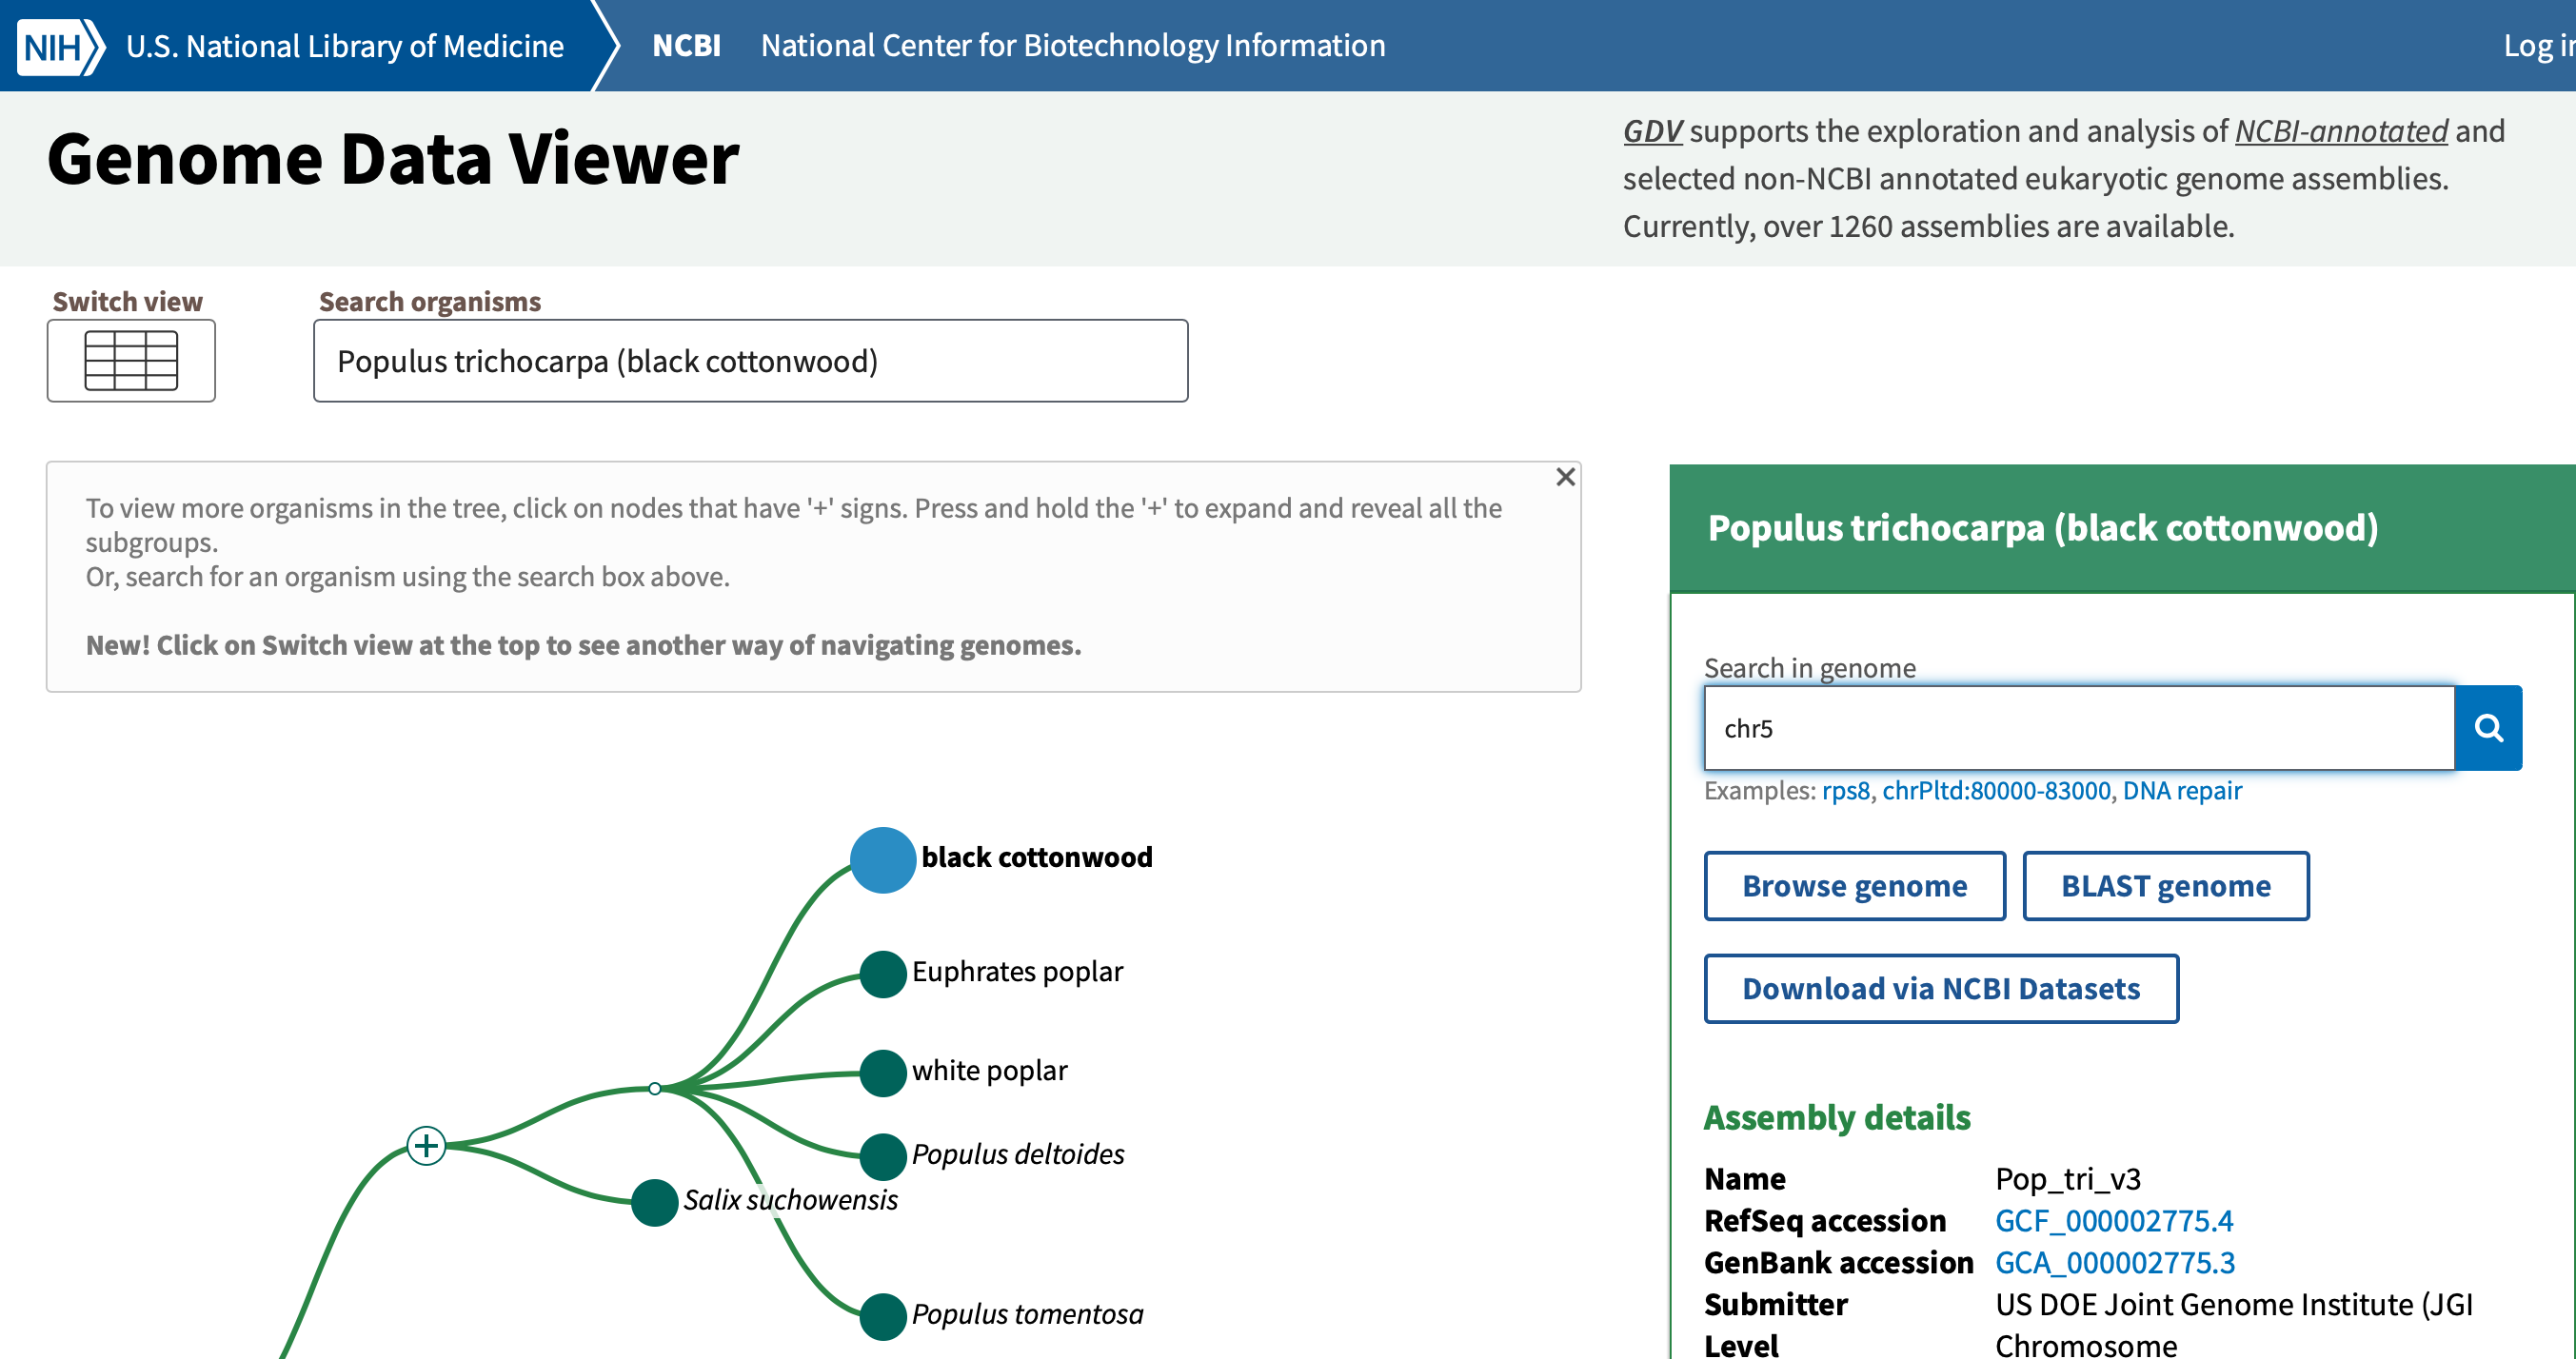 NIH U.S. National Library of Medicine NCBI National Center for Biotechnology Information Log in
Genome Data Viewer
GDV supports the exploration and analysis of NCBI-annotated and
selected non-NCBI annotated eukaryotic genome assemblies.
Currently, over 1260 assemblies are available.
Switch view
Search organisms
Populus trichocarpa (black cottonwood)
To view more organisms in the tree, click on nodes that have '+' signs. Press and hold the '+' to expand and reveal all the
subgroups.
Or, search for an organism using the search box above.
New! Click on Switch view at the top to see another way of navigating genomes.
black cottonwood
Euphrates poplar
white poplar
Populus deltoides
Salix suchowensis
Populus tomentosa
Populus trichocarpa (black cottonwood)
Search in genome
chr5
Examples: rps8, chrPltd:80000-83000, DNA repair
Browse genome
BLAST genome
Download via NCBI Datasets
Assembly details
Name Pop_tri_v3
RefSeq accession GCF_000002775.4
GenBank accession GCA_000002775.3
Submitter US DOE Joint Genome Institute (JGI
Level Chromosome